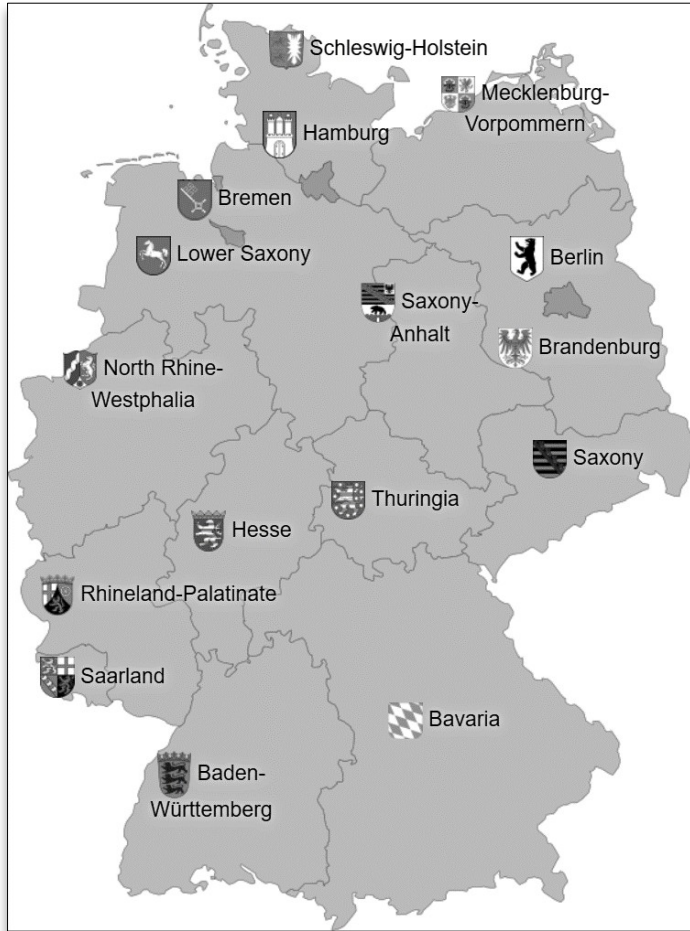 Schleswig-Holstein
Mecklenburg-
Vorpommern
Hamburg
Bremen
Lower Saxony
Berlin
Saxony-
Anhalt
Brandenburg
North Rhine-
Westphalia
Saxony
Thuringia
Hesse
Rhineland-Palatinate
Saarland
Bavaria
Baden-
Württemberg